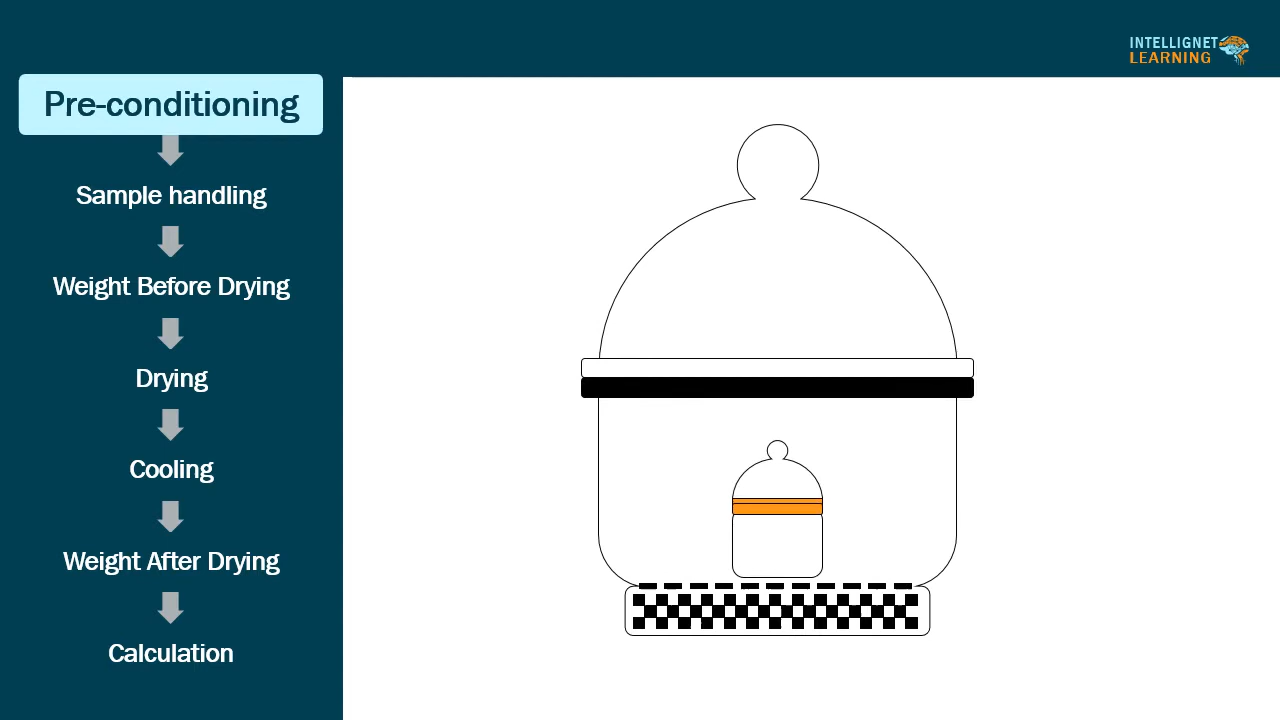 INTELLIGNET
LEARNING
Pre-conditioning
Sample handling
Weight Before Drying
Drying
Cooling
Weight After Drying
Calculation